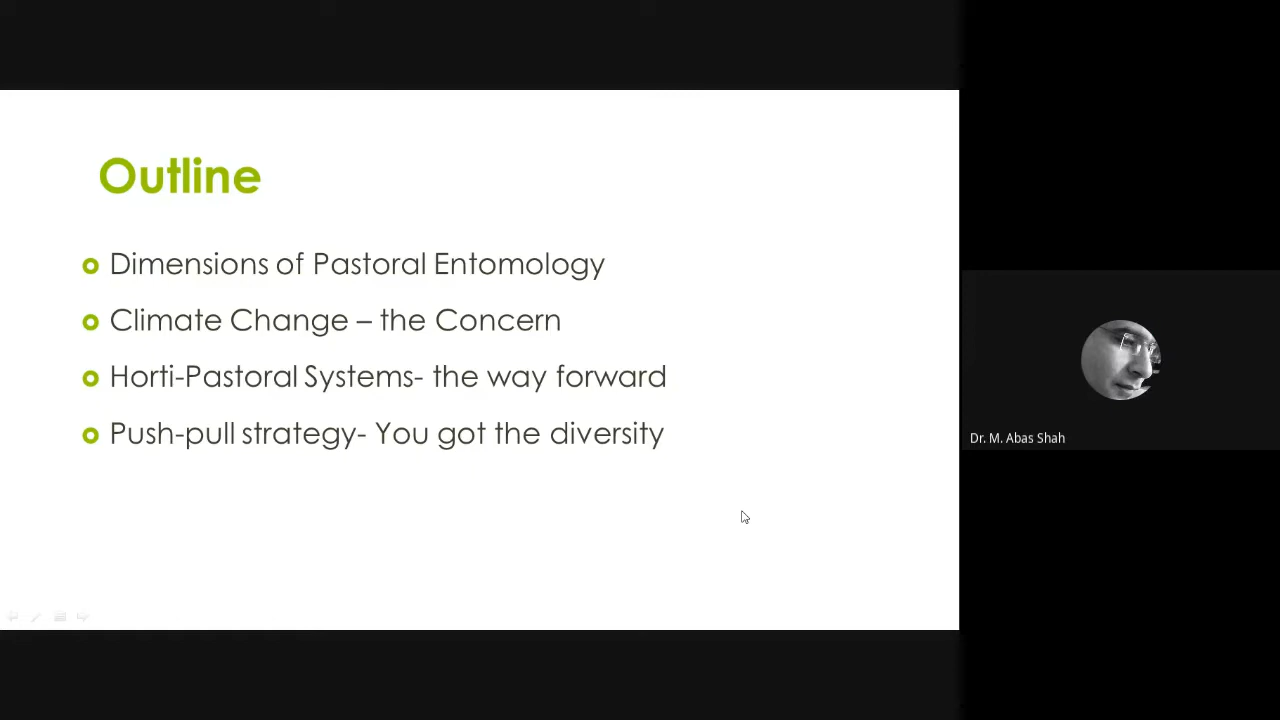 Outline
Dimensions of Pastoral Entomology
Climate Change – the Concern
Horti-Pastoral Systems- the way forward
Push-pull strategy- You got the diversity
Dr. M. Abas Shah